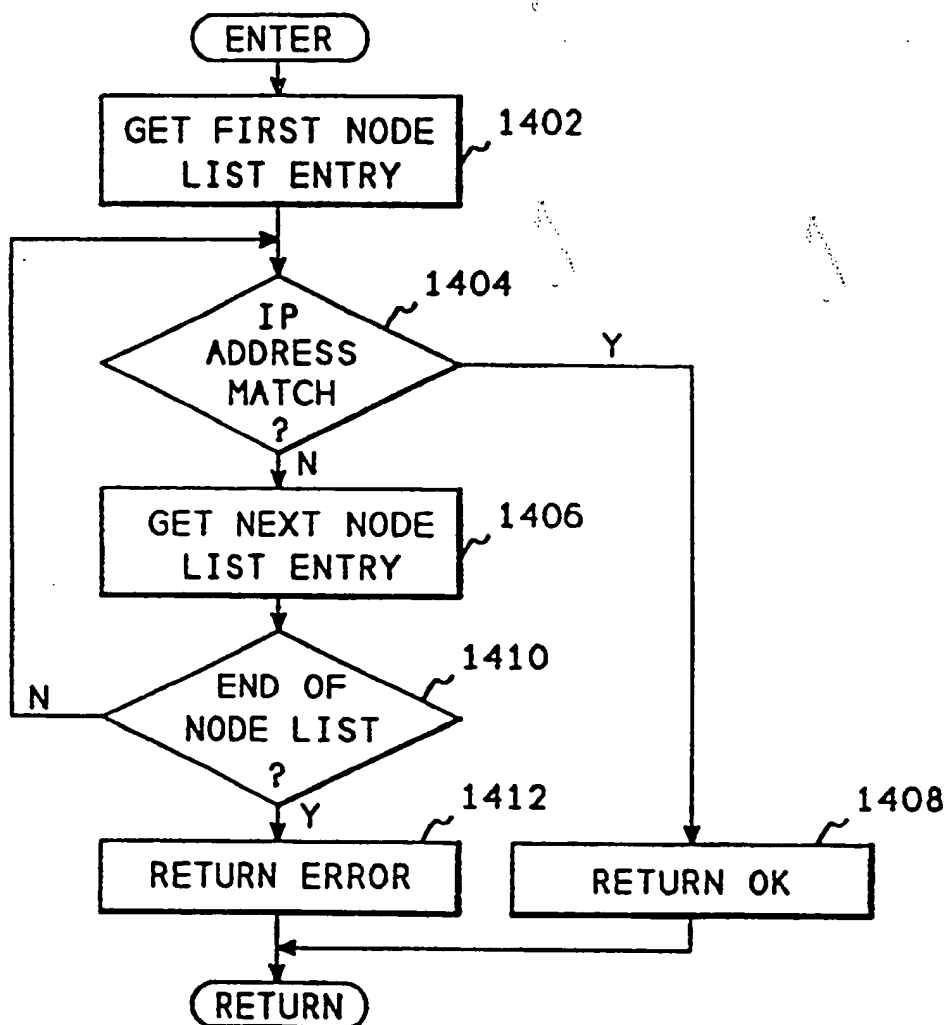 ENTER
GET FIRST NODE
LIST ENTRY
1402
IP
ADDRESS
MATCH
?
1404
Y
N
GET NEXT NODE
LIST ENTRY
1406
END OF
NODE LIST
?
1410
N
Y
RETURN ERROR
1412
RETURN OK
1408
RETURN